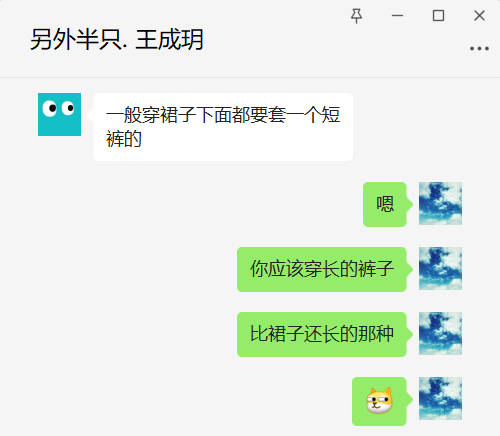 另外半只. 王成玥
一般穿裙子下面都要套一个短
裤的
嗯
你应该穿长的裤子
比裙子还长的那种